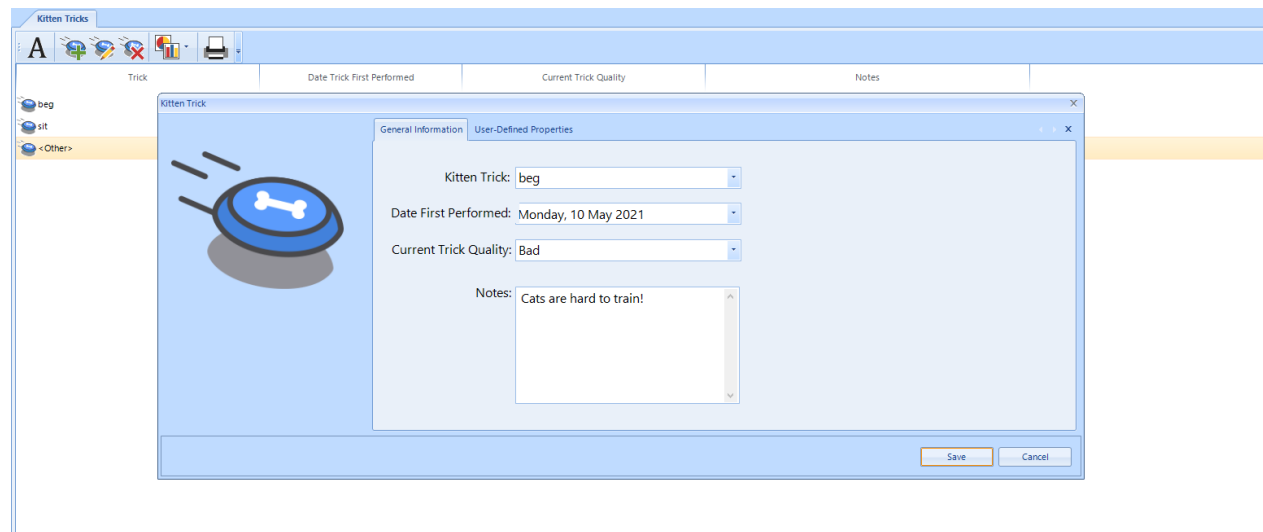 Kitten Tricks
A
Trick Date Trick First Performed Current Trick Quality Notes
beg
sit
<Other>
Kitten Trick X
General Information User-Defined Properties x
Kitten Trick: beg
Date First Performed: Monday, 10 May 2021
Current Trick Quality: Bad
Notes: Cats are hard to train!
Save Cancel